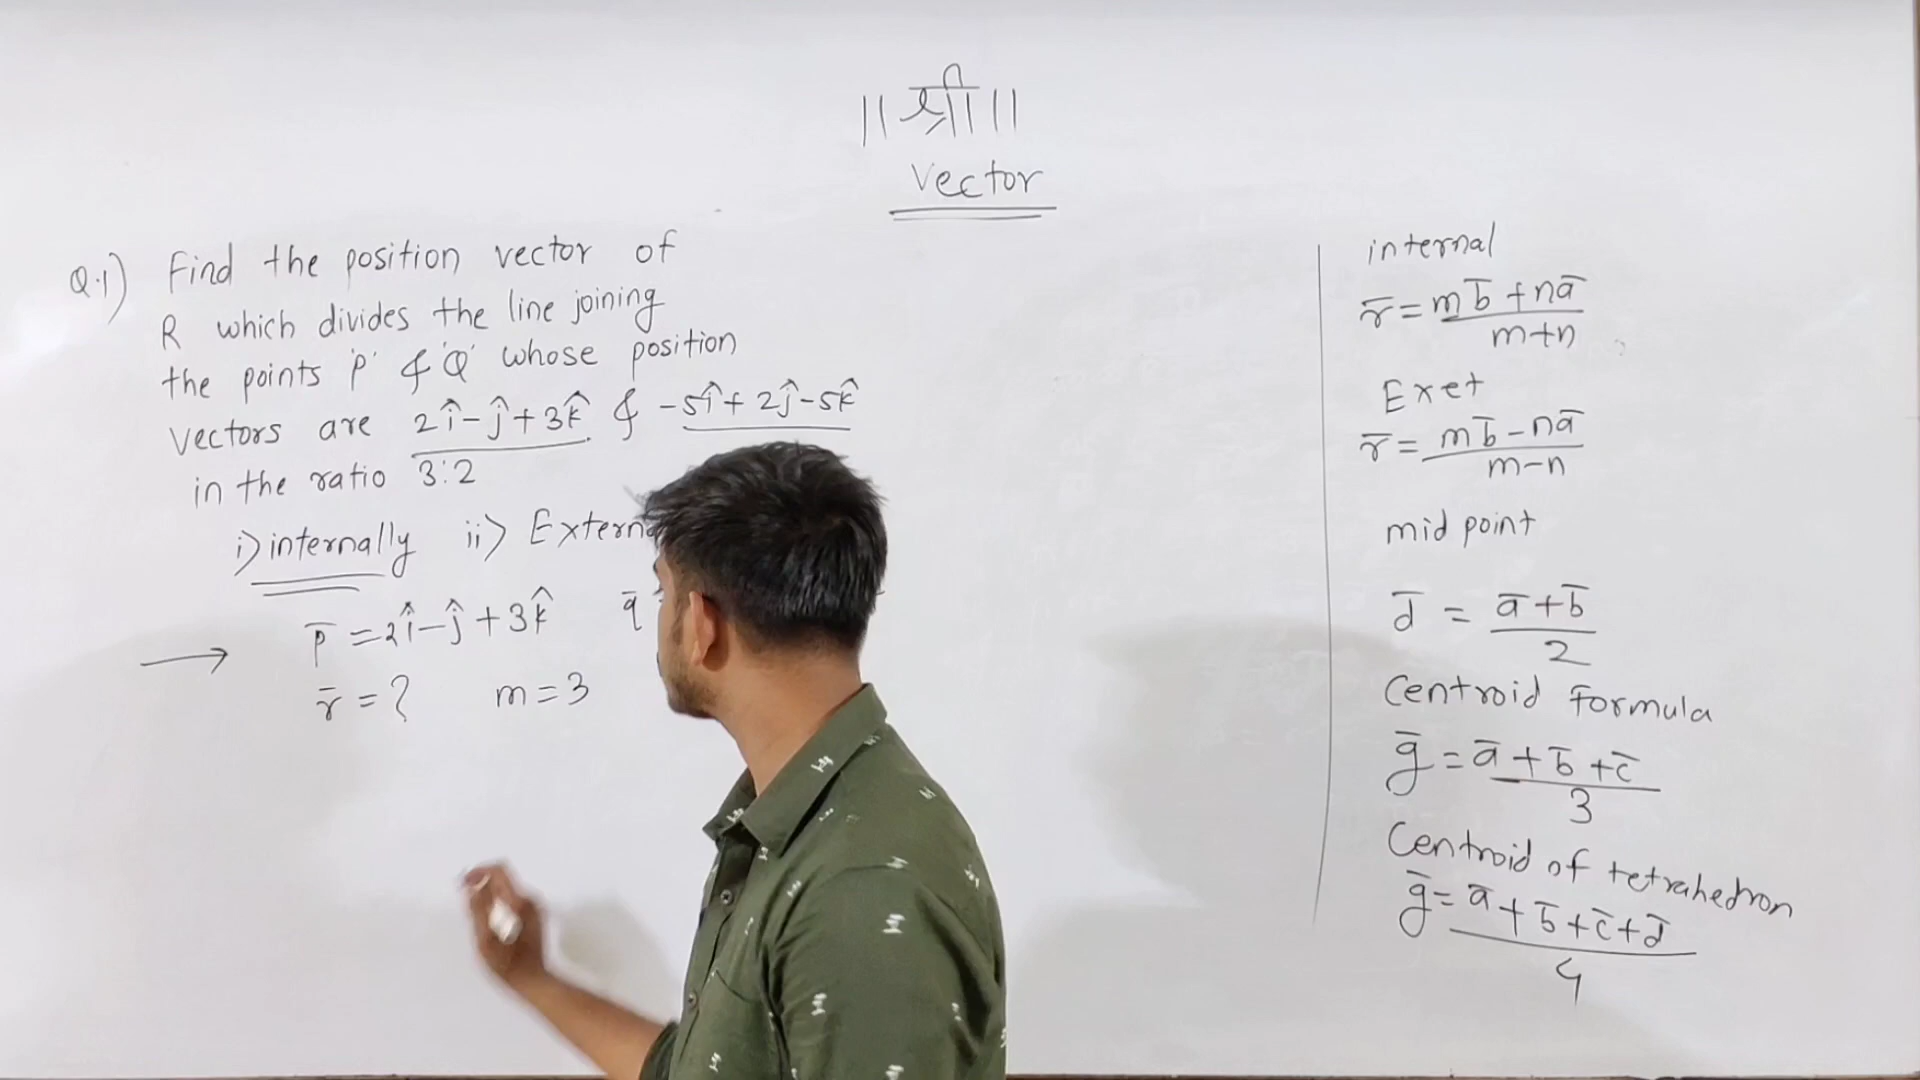 ॥ श्री ॥
Vector
Q.1) Find the position vector of
R which divides the line joining
the points 'P' & 'Q' whose position
vectors are 2î-ĵ+3k̂ & -5î+2ĵ-5k̂
in the ratio 3:2
i) internally ii) Extern
→ p̄ = 2î-ĵ+3k̂ q̄
r̄ = ? m = 3
internal
r̄ = (mb̄ + nā)/(m+n)
Exet
r̄ = (mb̄ - nā)/(m-n)
mid point
d̄ = (ā+b̄)/2
Centroid Formula
ḡ = (ā + b̄ + c̄)/3
Centroid of tetrahedron
ḡ = (ā + b̄ + c̄ + d̄)/4